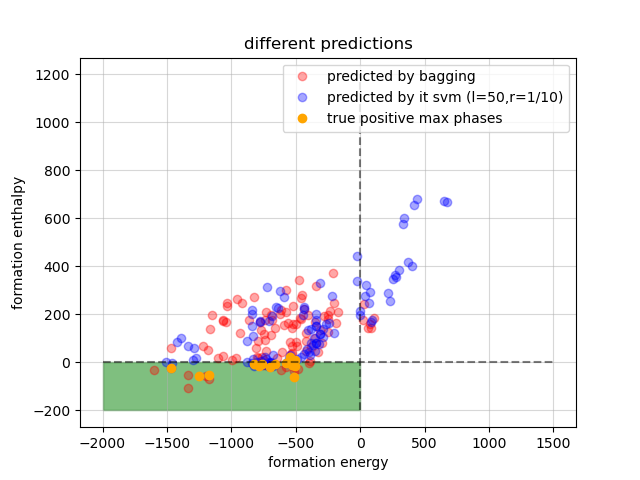 different predictions
predicted by bagging
predicted by it svm (l=50,r=1/10)
true positive max phases
formation enthalpy
1200
1000
800
600
400
200
0
−200
−2000 −1500 −1000 −500 0 500 1000 1500
formation energy